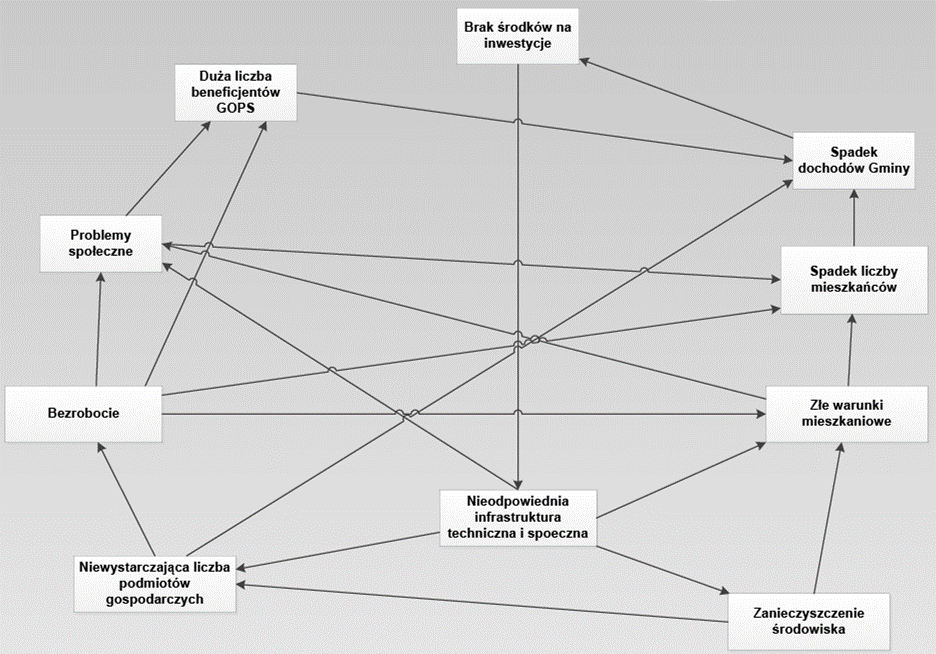 Brak środków na
inwestycje
Duża liczba
beneficjentów
GOPS
Spadek
dochodów Gminy
Problemy
społeczne
Spadek liczby
mieszkańców
Bezrobocie
Złe warunki
mieszkaniowe
Nieodpowiednia
infrastruktura
techniczna i spoeczna
Niewystarczająca liczba
podmiotów
gospodarczych
Zanieczyszczenie
środowiska